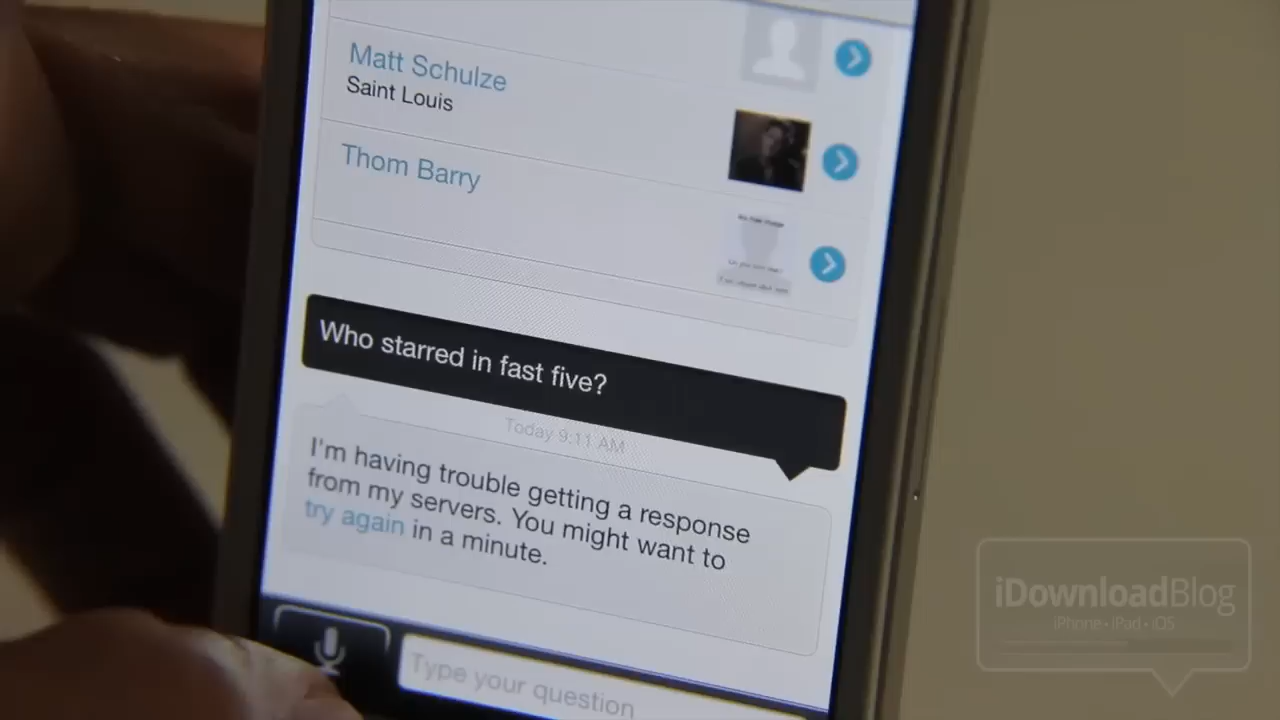 Matt Schulze
Saint Louis
Thom Barry
Who starred in fast five?
Today 9:11 AM
I'm having trouble getting a response
from my servers. You might want to
try again in a minute.
Type your question
iDownloadBlog
iPhone • iPad • iOS